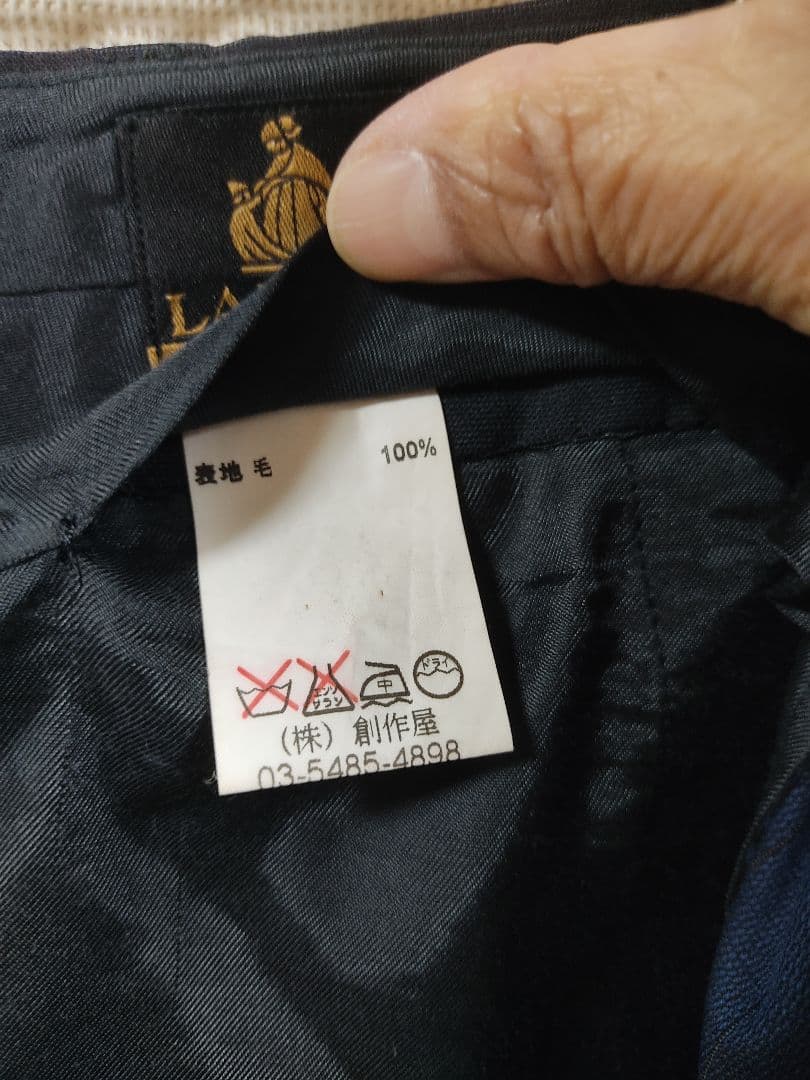 LA
表地 毛 100%
エンソ
サラシ
中
ドライ
(株) 創作屋
03-5485-4898